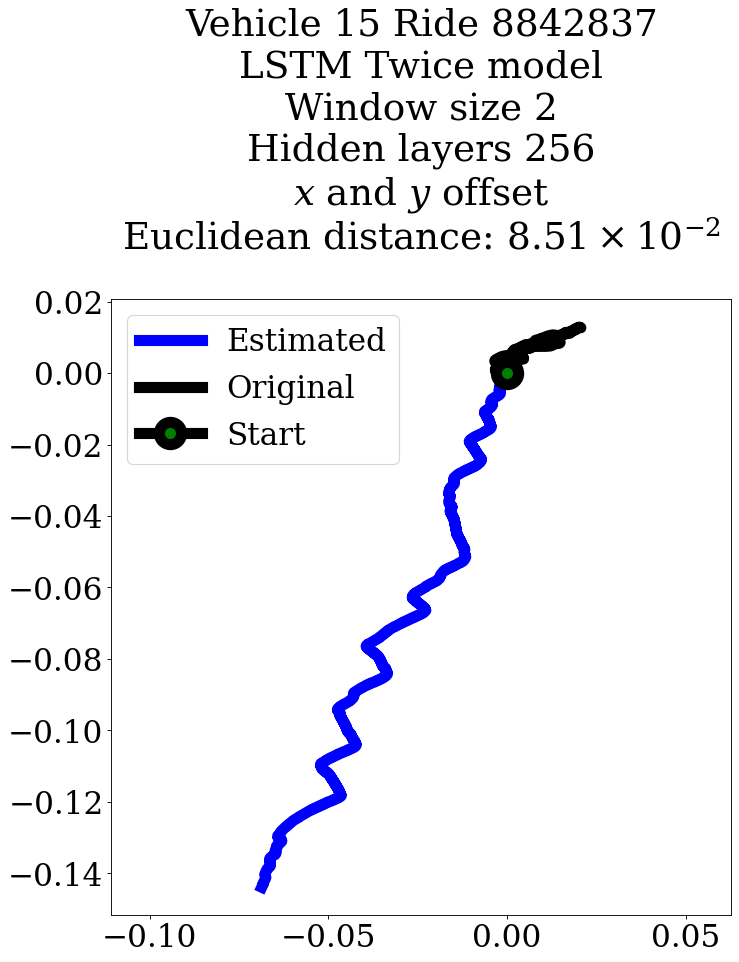 Vehicle 15 Ride 8842837
LSTM Twice model
Window size 2
Hidden layers 256
x and y offset
Euclidean distance: 8.51 × 10⁻²
0.02
0.00
−0.02
−0.04
−0.06
−0.08
−0.10
−0.12
−0.14
Estimated
Original
Start
−0.10
−0.05
0.00
0.05